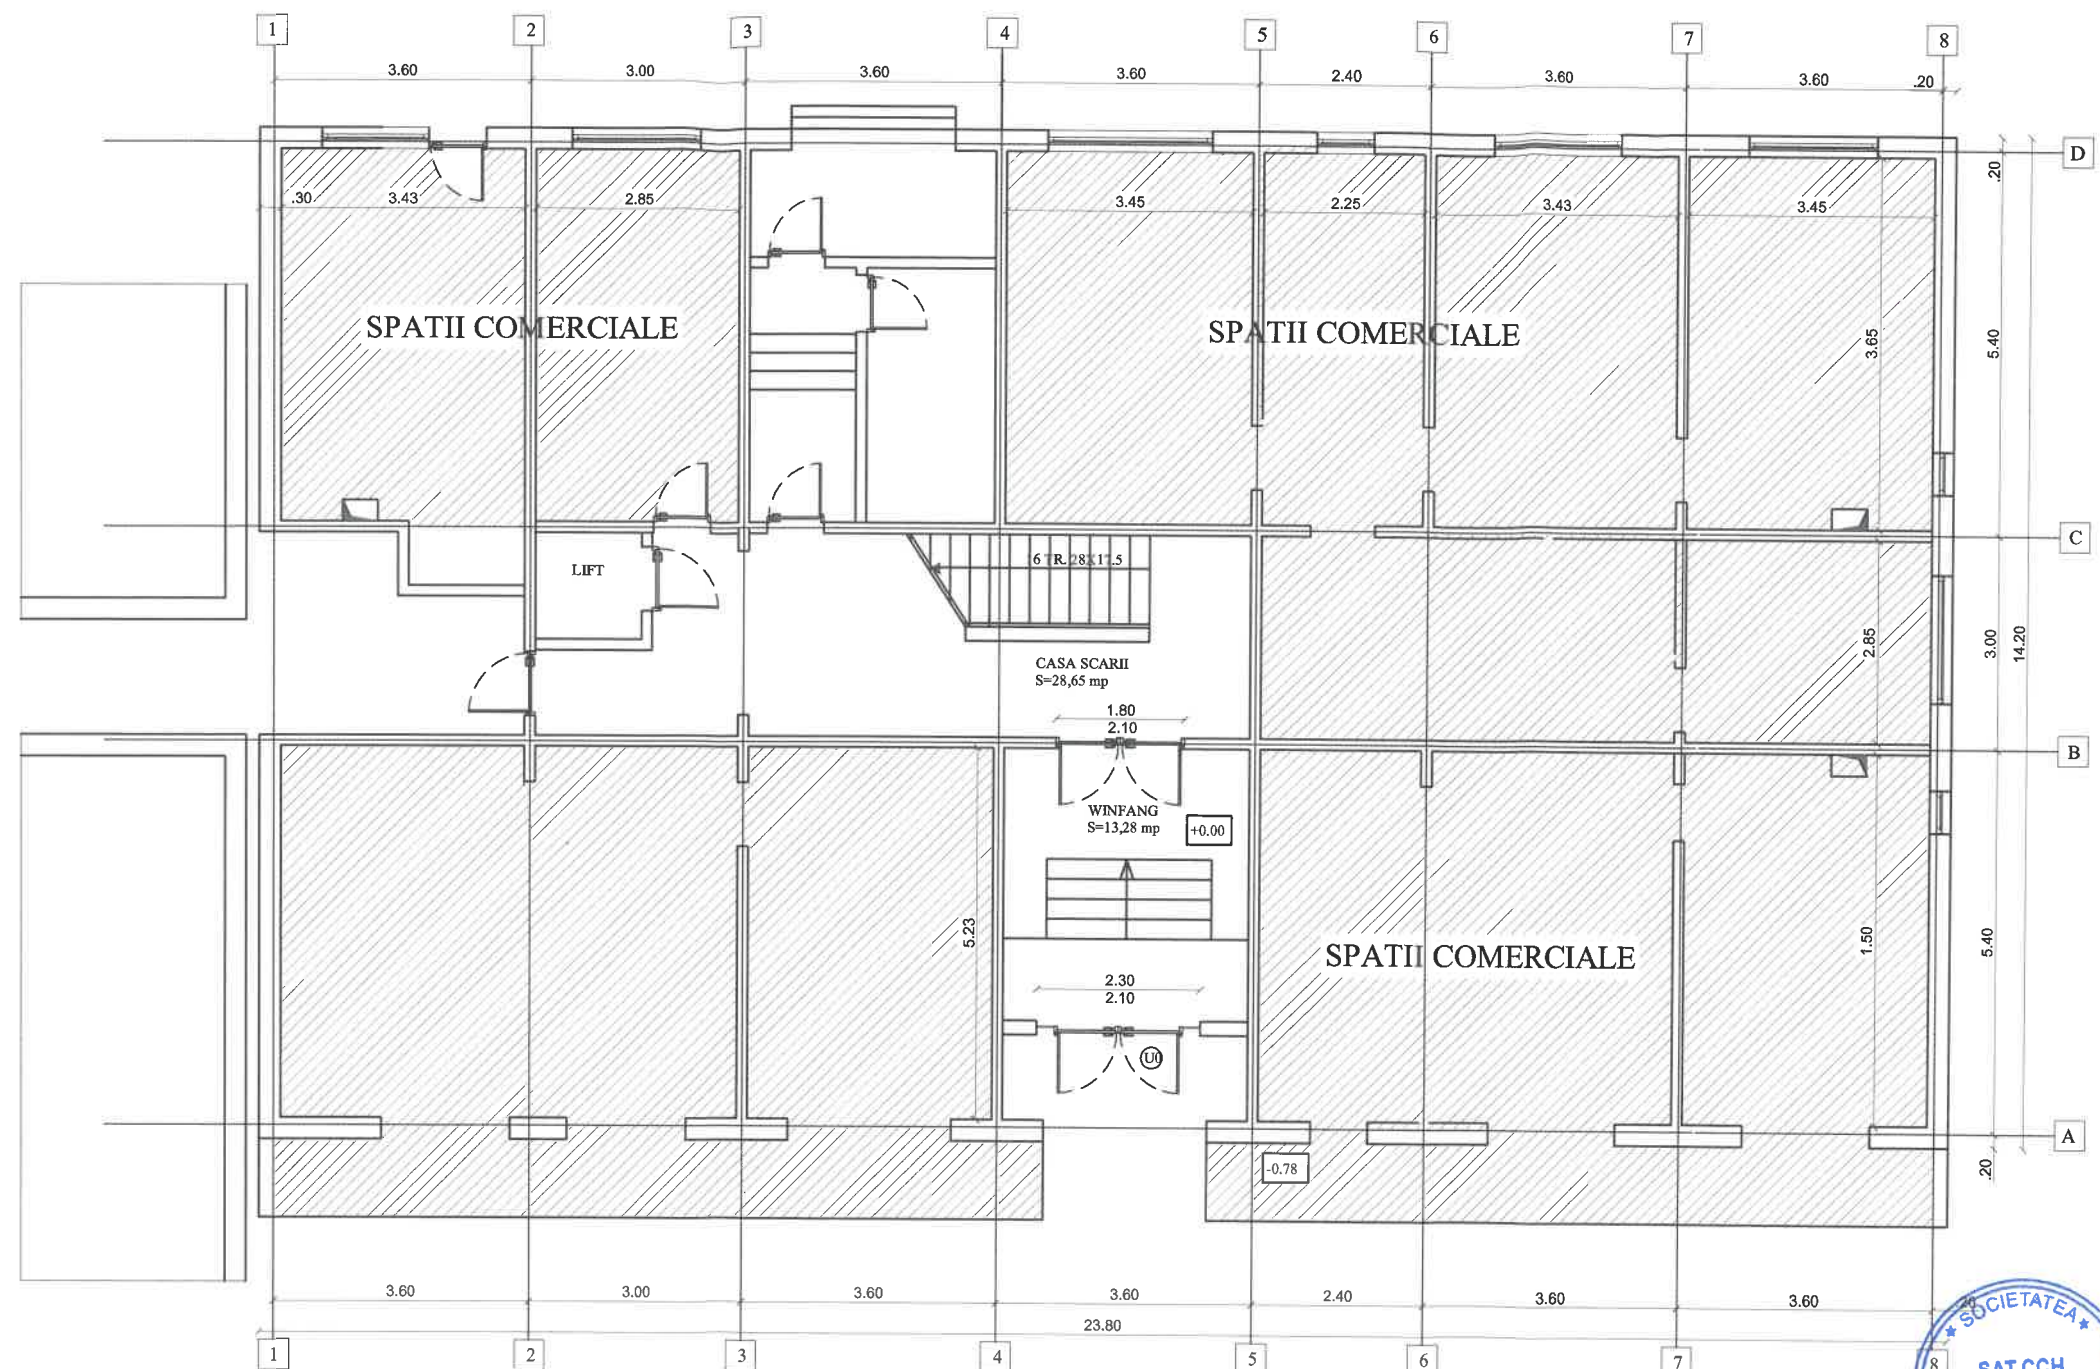 1 2 3 4 5 6 7 8
3.60 3.00 3.60 3.60 2.40 3.60 3.60 .20
D
.20
.30 3.43 2.85 3.45 2.25 3.43 3.45
SPATII COMERCIALE
SPATII COMERCIALE
3.65
5.40
C
LIFT
6 TR. 28X17.5
2.85
3.00
14.20
CASA SCARII
S=28,65 mp
1.80
2.10
B
WINFANG
S=13,28 mp
+0.00
5.23
SPATII COMERCIALE
1.50
5.40
2.30
2.10
U0
A
-0.78
.20
3.60 3.00 3.60 3.60 2.40 3.60 3.60 .20
23.80
1 2 3 4 5 6 7 8
SOCIETATEA
SAT CCH